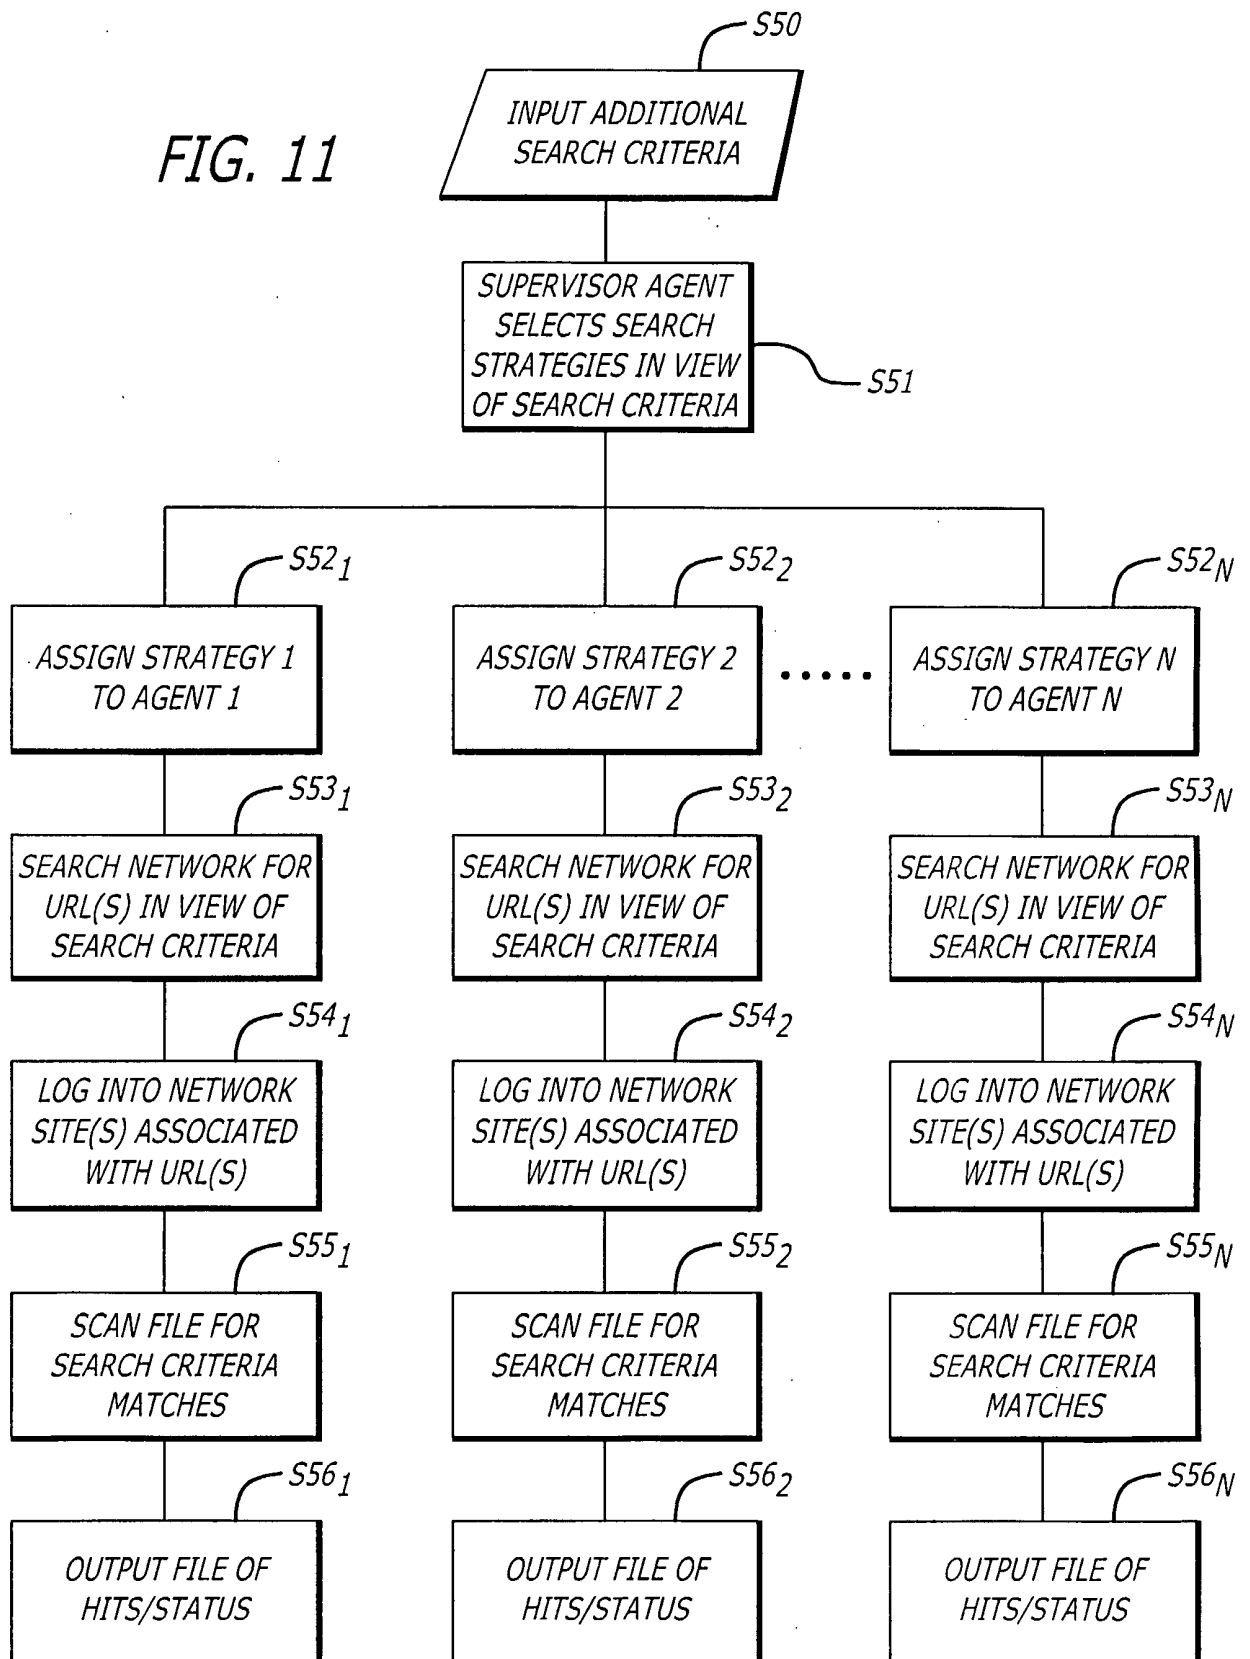 S50
INPUT ADDITIONAL
SEARCH CRITERIA
FIG. 11
SUPERVISOR AGENT
SELECTS SEARCH
STRATEGIES IN VIEW
OF SEARCH CRITERIA
S51
S52₁
S52₂
S52N
ASSIGN STRATEGY 1
TO AGENT 1
ASSIGN STRATEGY 2
TO AGENT 2
ASSIGN STRATEGY N
TO AGENT N
S53₁
S53₂
S53N
SEARCH NETWORK FOR
URL(S) IN VIEW OF
SEARCH CRITERIA
SEARCH NETWORK FOR
URL(S) IN VIEW OF
SEARCH CRITERIA
SEARCH NETWORK FOR
URL(S) IN VIEW OF
SEARCH CRITERIA
S54₁
S54₂
S54N
LOG INTO NETWORK
SITE(S) ASSOCIATED
WITH URL(S)
LOG INTO NETWORK
SITE(S) ASSOCIATED
WITH URL(S)
LOG INTO NETWORK
SITE(S) ASSOCIATED
WITH URL(S)
S55₁
S55₂
S55N
SCAN FILE FOR
SEARCH CRITERIA
MATCHES
SCAN FILE FOR
SEARCH CRITERIA
MATCHES
SCAN FILE FOR
SEARCH CRITERIA
MATCHES
S56₁
S56₂
S56N
OUTPUT FILE OF
HITS/STATUS
OUTPUT FILE OF
HITS/STATUS
OUTPUT FILE OF
HITS/STATUS